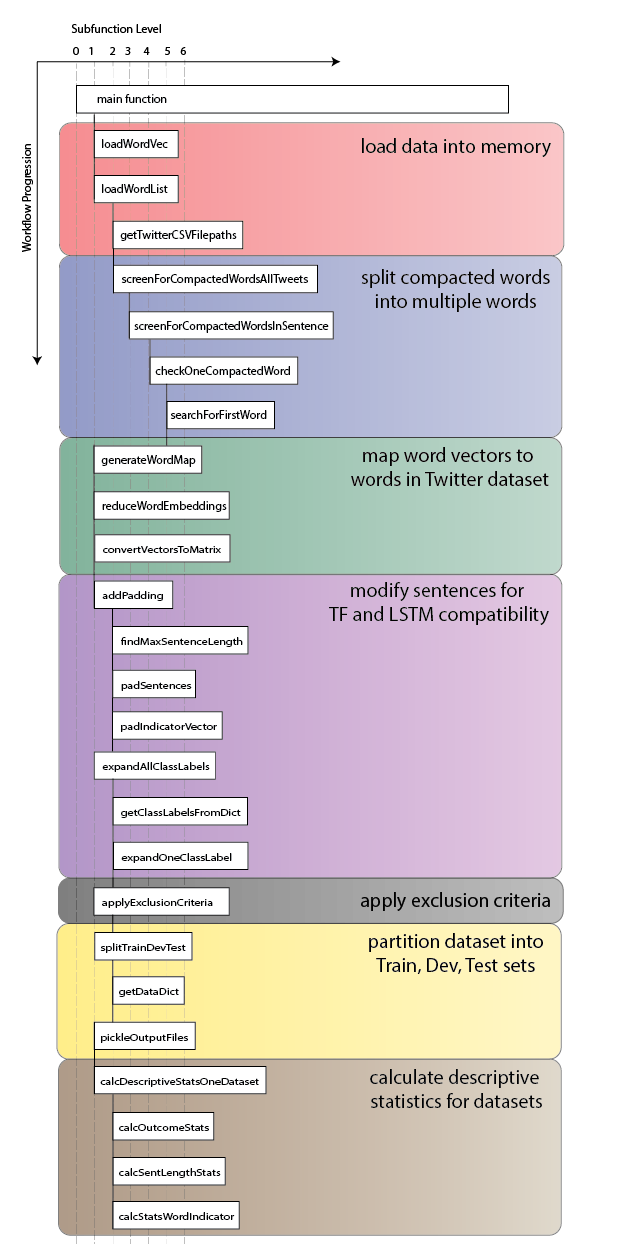 Subfunction Level
0 1 2 3 4 5 6
Workflow Progression
main function
load data into memory
loadWordVec
loadWordList
getTwitterCSVFilepaths
split compacted words
into multiple words
screenForCompactedWordsAllTweets
screenForCompactedWordsInSentence
checkOneCompactedWord
searchForFirstWord
map word vectors to
words in Twitter dataset
generateWordMap
reduceWordEmbeddings
convertVectorsToMatrix
modify sentences for
TF and LSTM compatibility
addPadding
findMaxSentenceLength
padSentences
padIndicatorVector
expandAllClassLabels
getClassLabelsFromDict
expandOneClassLabel
apply exclusion criteria
applyExclusionCriteria
partition dataset into
Train, Dev, Test sets
splitTrainDevTest
getDataDict
pickleOutputFiles
calculate descriptive
statistics for datasets
calcDescriptiveStatsOneDataset
calcOutcomeStats
calcSentLengthStats
calcStatsWordIndicator